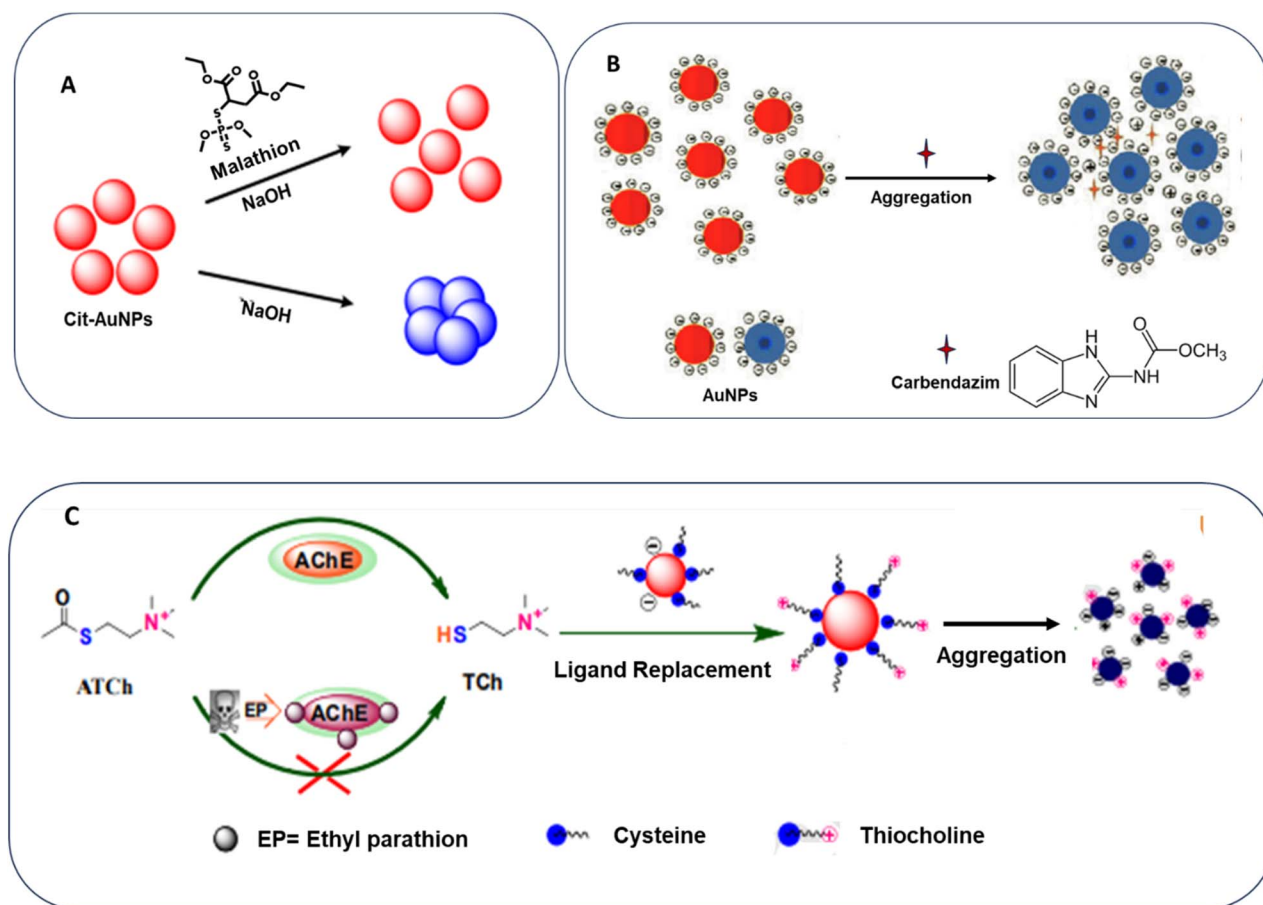 A
O
O
O
O
S
O
P
O
S
Malathion
NaOH
NaOH
Cit-AuNPs
B
Aggregation
AuNPs
Carbendazim
H
N
O
OCH3
NH
N
C
AChE
O
S
N+
ATCh
HS
N+
TCh
EP
AChE
Ligand Replacement
Aggregation
EP= Ethyl parathion
Cysteine
Thiocholine